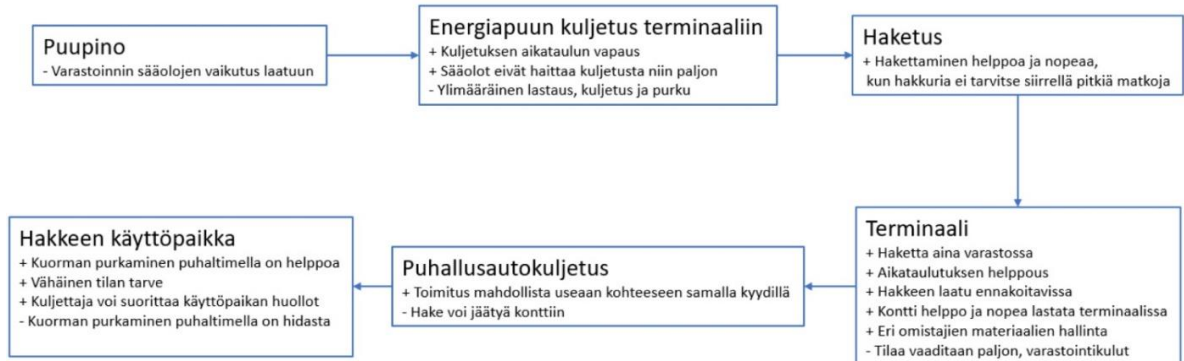 Puupino
- Varastoinnin sääolojen vaikutus laatuun
Energiapuun kuljetus terminaaliin
+ Kuljetuksen aikataulun vapaus
+ Sääolot eivät haittaa kuljetusta niin paljon
- Ylimääräinen lastaus, kuljetus ja purku
Haketus
+ Hakettaminen helppoa ja nopeaa,
kun hakkuria ei tarvitse siirrellä pitkiä matkoja
Terminaali
+ Haketta aina varastossa
+ Aikataulutuksen helppous
+ Hakkeen laatu ennakoitavissa
+ Kontti helppo ja nopea lastata terminaalissa
+ Eri omistajien materiaalien hallinta
- Tilaa vaaditaan paljon, varastointikulut
Puhallusautokuljetus
+ Toimitus mahdollista useaan kohteeseen samalla kyydillä
- Hake voi jäätyä konttiin
Hakkeen käyttöpaikka
+ Kuorman purkaminen puhaltimella on helppoa
+ Vähäinen tilan tarve
+ Kuljettaja voi suorittaa käyttöpaikan huollot
- Kuorman purkaminen puhaltimella on hidasta